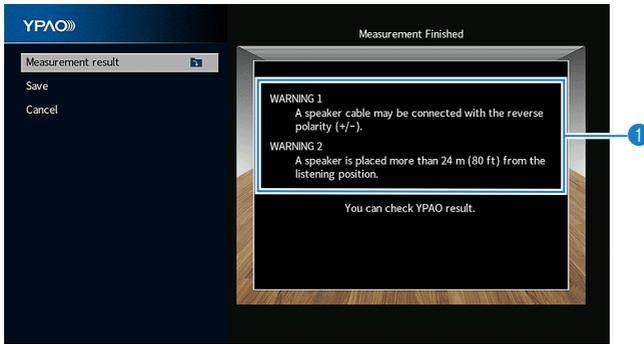 YPAO
Measurement Finished
Measurement result
Save
Cancel
WARNING 1
A speaker cable may be connected with the reverse
polarity (+/-).
WARNING 2
A speaker is placed more than 24 m (80 ft) from the
listening position.
You can check YPAO result.
1